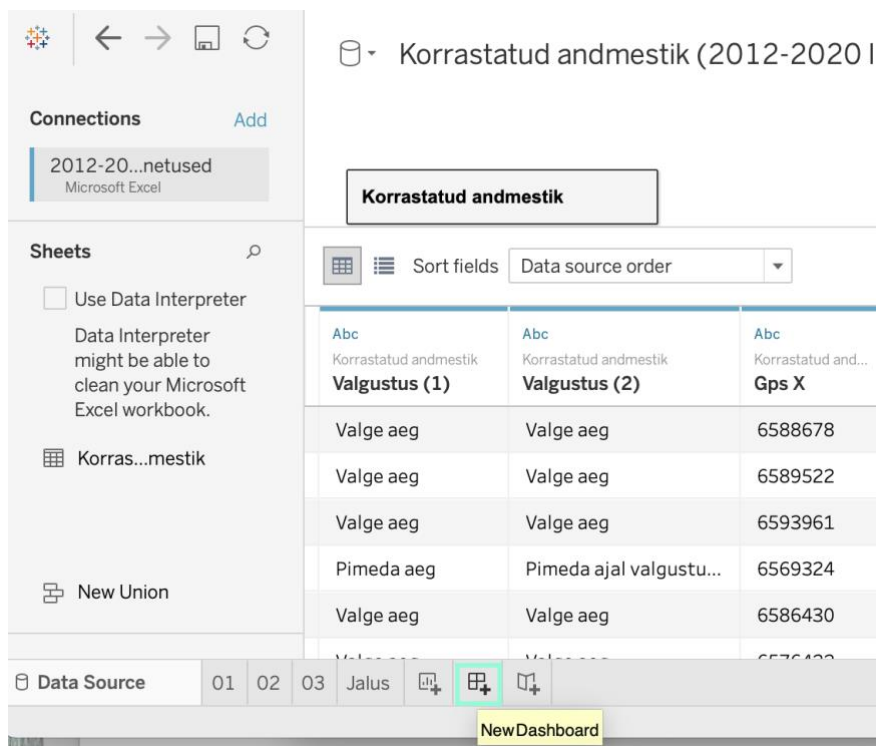 Korrastatud andmestik (2012-2020 I
Connections Add
2012-20...netused
Microsoft Excel
Korrastatud andmestik
Sheets
Use Data Interpreter
Data Interpreter
might be able to
clean your Microsoft
Excel workbook.
Korras...mestik
New Union
Sort fields Data source order
Abc Abc Abc
Korrastatud andmestik Korrastatud andmestik Korrastatud and...
Valgustus (1) Valgustus (2) Gps X
Valge aeg Valge aeg 6588678
Valge aeg Valge aeg 6589522
Valge aeg Valge aeg 6593961
Pimeda aeg Pimeda ajal valgustu... 6569324
Valge aeg Valge aeg 6586430
Data Source 01 02 03 Jalus
New Dashboard